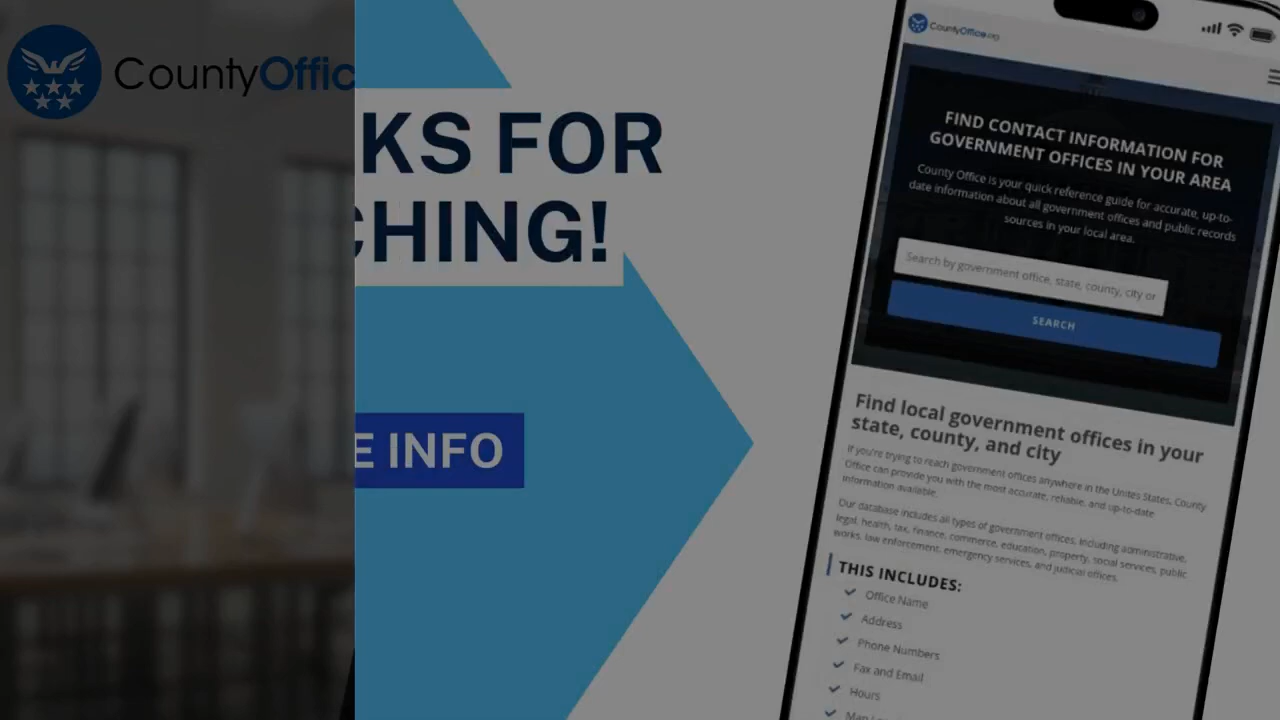 CountyOffic
KS FOR
CHING!
E INFO
CountyOffice.org
FIND CONTACT INFORMATION FOR
GOVERNMENT OFFICES IN YOUR AREA
County Office is your quick reference guide for accurate, up-to-
date information about all government offices and public records
sources in your local area.
Search by government office, state, county, city or
SEARCH
Find local government offices in your
state, county, and city
If you're trying to reach government offices anywhere in the Unites States, County
Office can provide you with the most accurate, reliable, and up-to-date
information available.
Our database includes all types of government offices, including administrative,
legal, health, tax, finance, commerce, education, property, social services, public
works, law enforcement, emergency services, and judicial offices.
THIS INCLUDES:
Office Name
Address
Phone Numbers
Fax and Email
Hours
Map